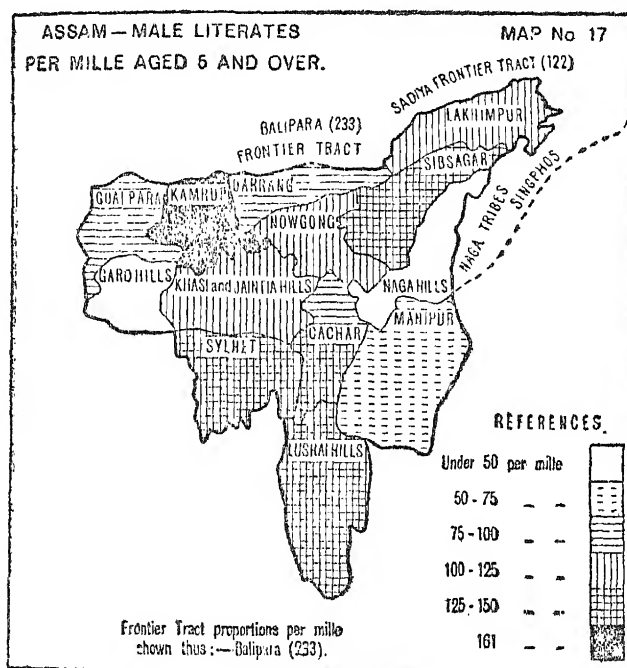 ASSAM — MALE LITERATES
PER MILLE AGED 5 AND OVER.
MAP No 17
SADIYA FRONTIER TRACT (122)
BALIPARA (233)
FRONTIER TRACT
LAKHIMPUR
SIBSAGAR
DARRANG
GOALPARA
KAMRUP
NOWGONG
NAGA TRIBES
SINGPHOS
GARO HILLS
KHASI and JAINTIA HILLS
NAGA HILLS
MANIPUR
SYLHET
CACHAR
LUSHAI HILLS
REFERENCES.
Under 50 per mille
50 - 75 " "
75 - 100 " "
100 - 125 " "
125 - 150 " "
161 " "
Frontier Tract proportions per mille
shown thus:— Balipara (233).